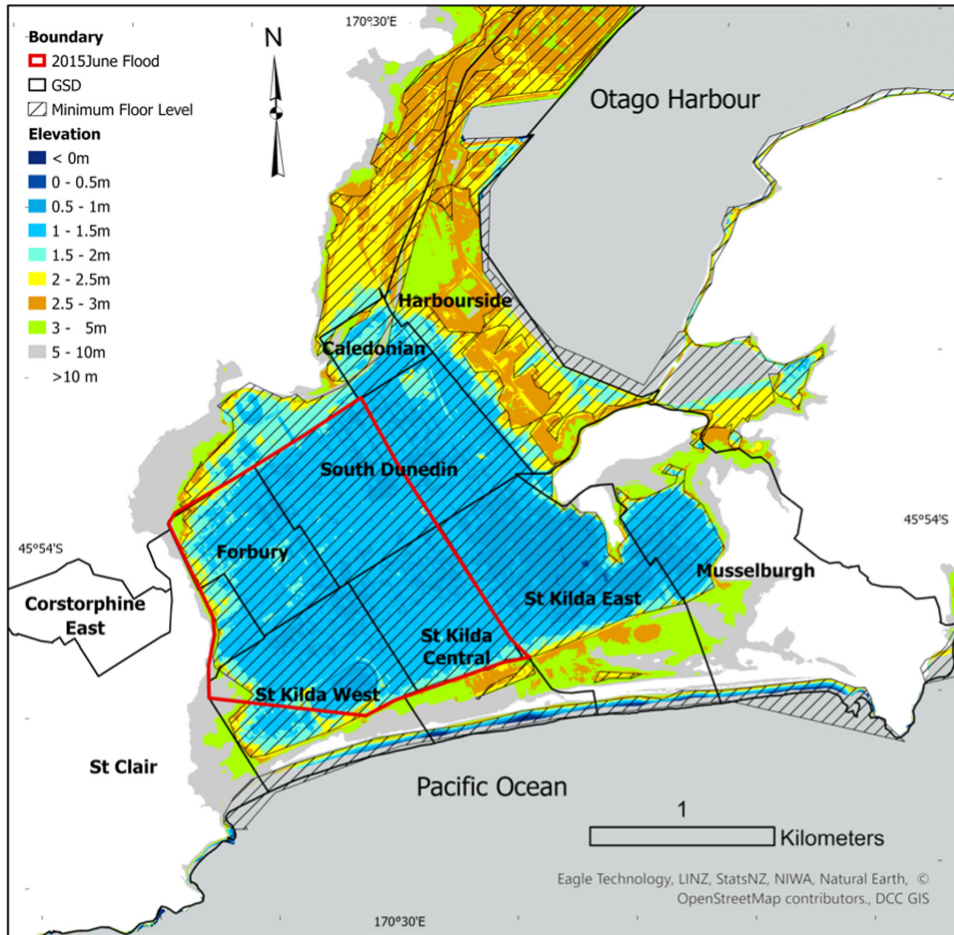 170°30'E
Boundary
2015June Flood
GSD
Minimum Floor Level
Elevation
< 0m
0 - 0.5m
0.5 - 1m
1 - 1.5m
1.5 - 2m
2 - 2.5m
2.5 - 3m
3 - 5m
5 - 10m
>10 m
N
Otago Harbour
Harbourside
Caledonian
South Dunedin
45°54'S
45°54'S
Forbury
Musselburgh
Corstorphine
East
St Kilda East
St Kilda
Central
St Kilda West
St Clair
Pacific Ocean
1
Kilometers
Eagle Technology, LINZ, StatsNZ, NIWA, Natural Earth, ©
OpenStreetMap contributors., DCC GIS
170°30'E